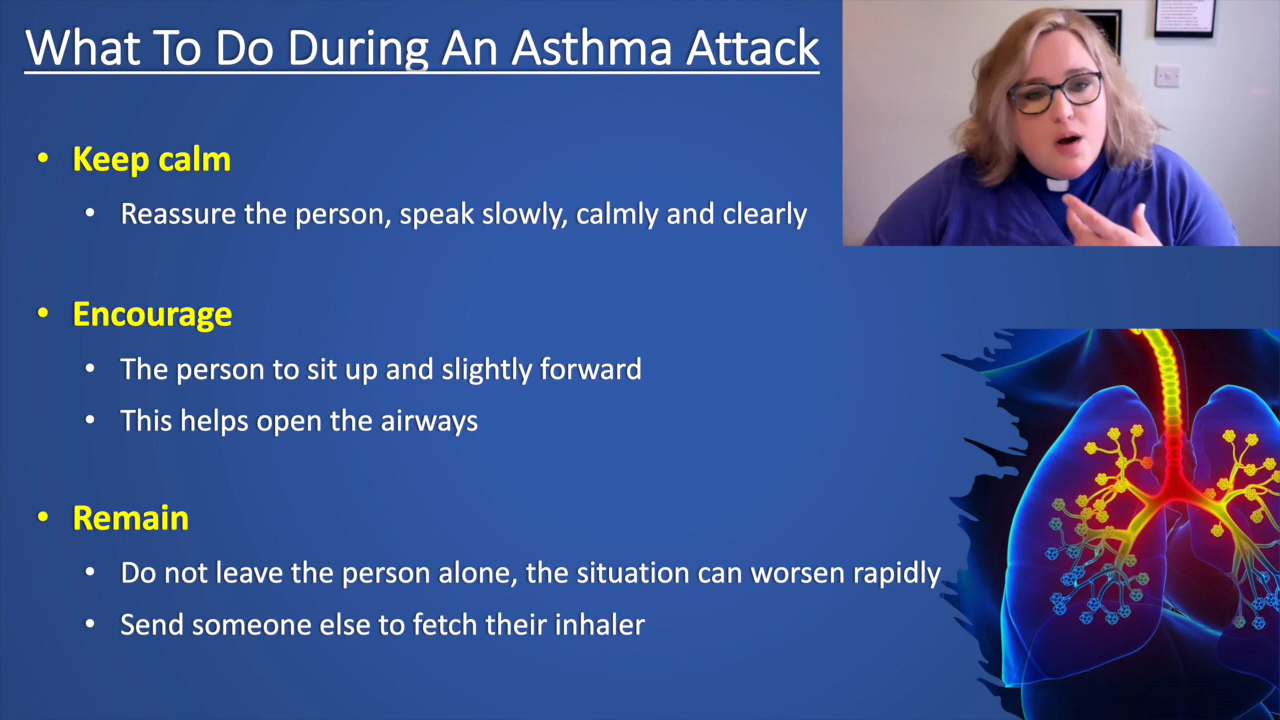 What To Do During An Asthma Attack
• Keep calm
• Reassure the person, speak slowly, calmly and clearly
• Encourage
• The person to sit up and slightly forward
• This helps open the airways
• Remain
• Do not leave the person alone, the situation can worsen rapidly
• Send someone else to fetch their inhaler